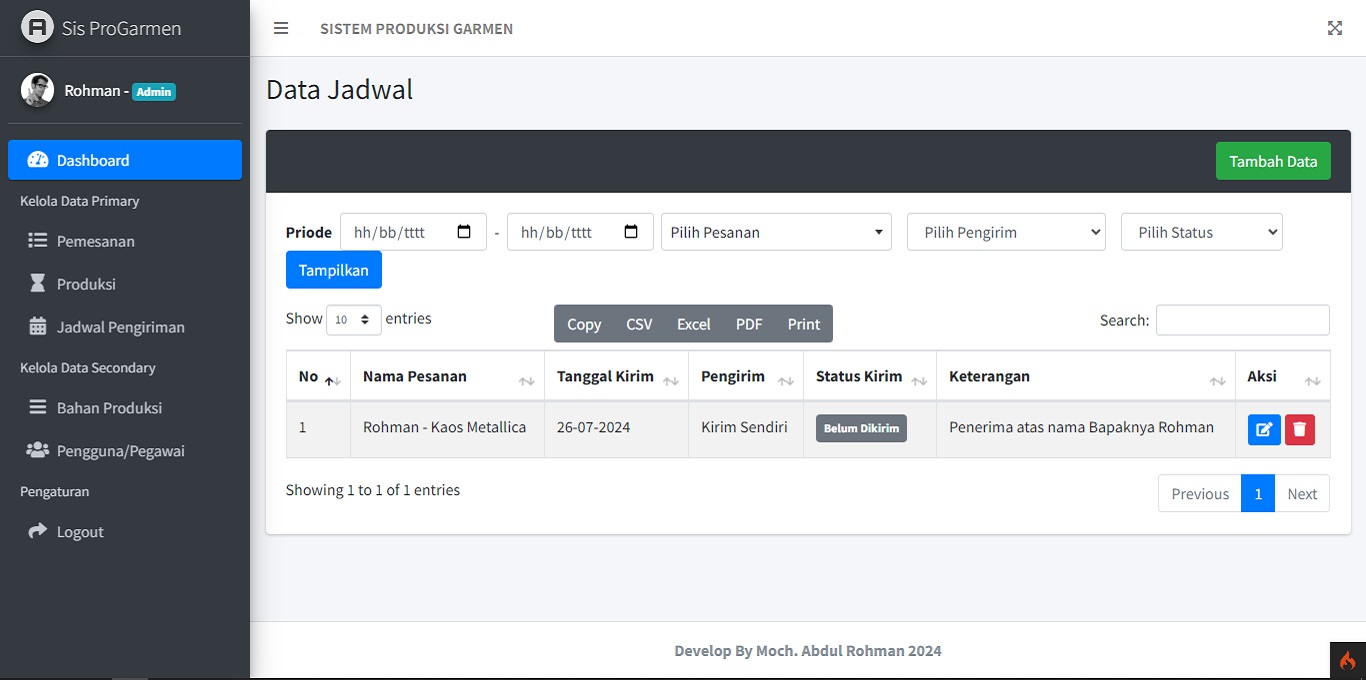 Sis ProGarmen
SISTEM PRODUKSI GARMEN
Rohman - Admin
Dashboard
Kelola Data Primary
Pemesanan
Produksi
Jadwal Pengiriman
Kelola Data Secondary
Bahan Produksi
Pengguna/Pegawai
Pengaturan
Logout
Data Jadwal
Tambah Data
Priode hh/bb/tttt - hh/bb/tttt Pilih Pesanan Pilih Pengirim Pilih Status
Tampilkan
Show 10 entries Copy CSV Excel PDF Print Search:
No Nama Pesanan Tanggal Kirim Pengirim Status Kirim Keterangan Aksi
1 Rohman - Kaos Metallica 26-07-2024 Kirim Sendiri Belum Dikirim Penerima atas nama Bapaknya Rohman
Showing 1 to 1 of 1 entries Previous 1 Next
Develop By Moch. Abdul Rohman 2024